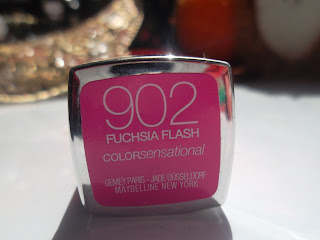 902
FUCHSIA FLASH
COLORsensational
GEMEY PARIS - JADE DÜSSELDORF
MAYBELLINE NEW YORK